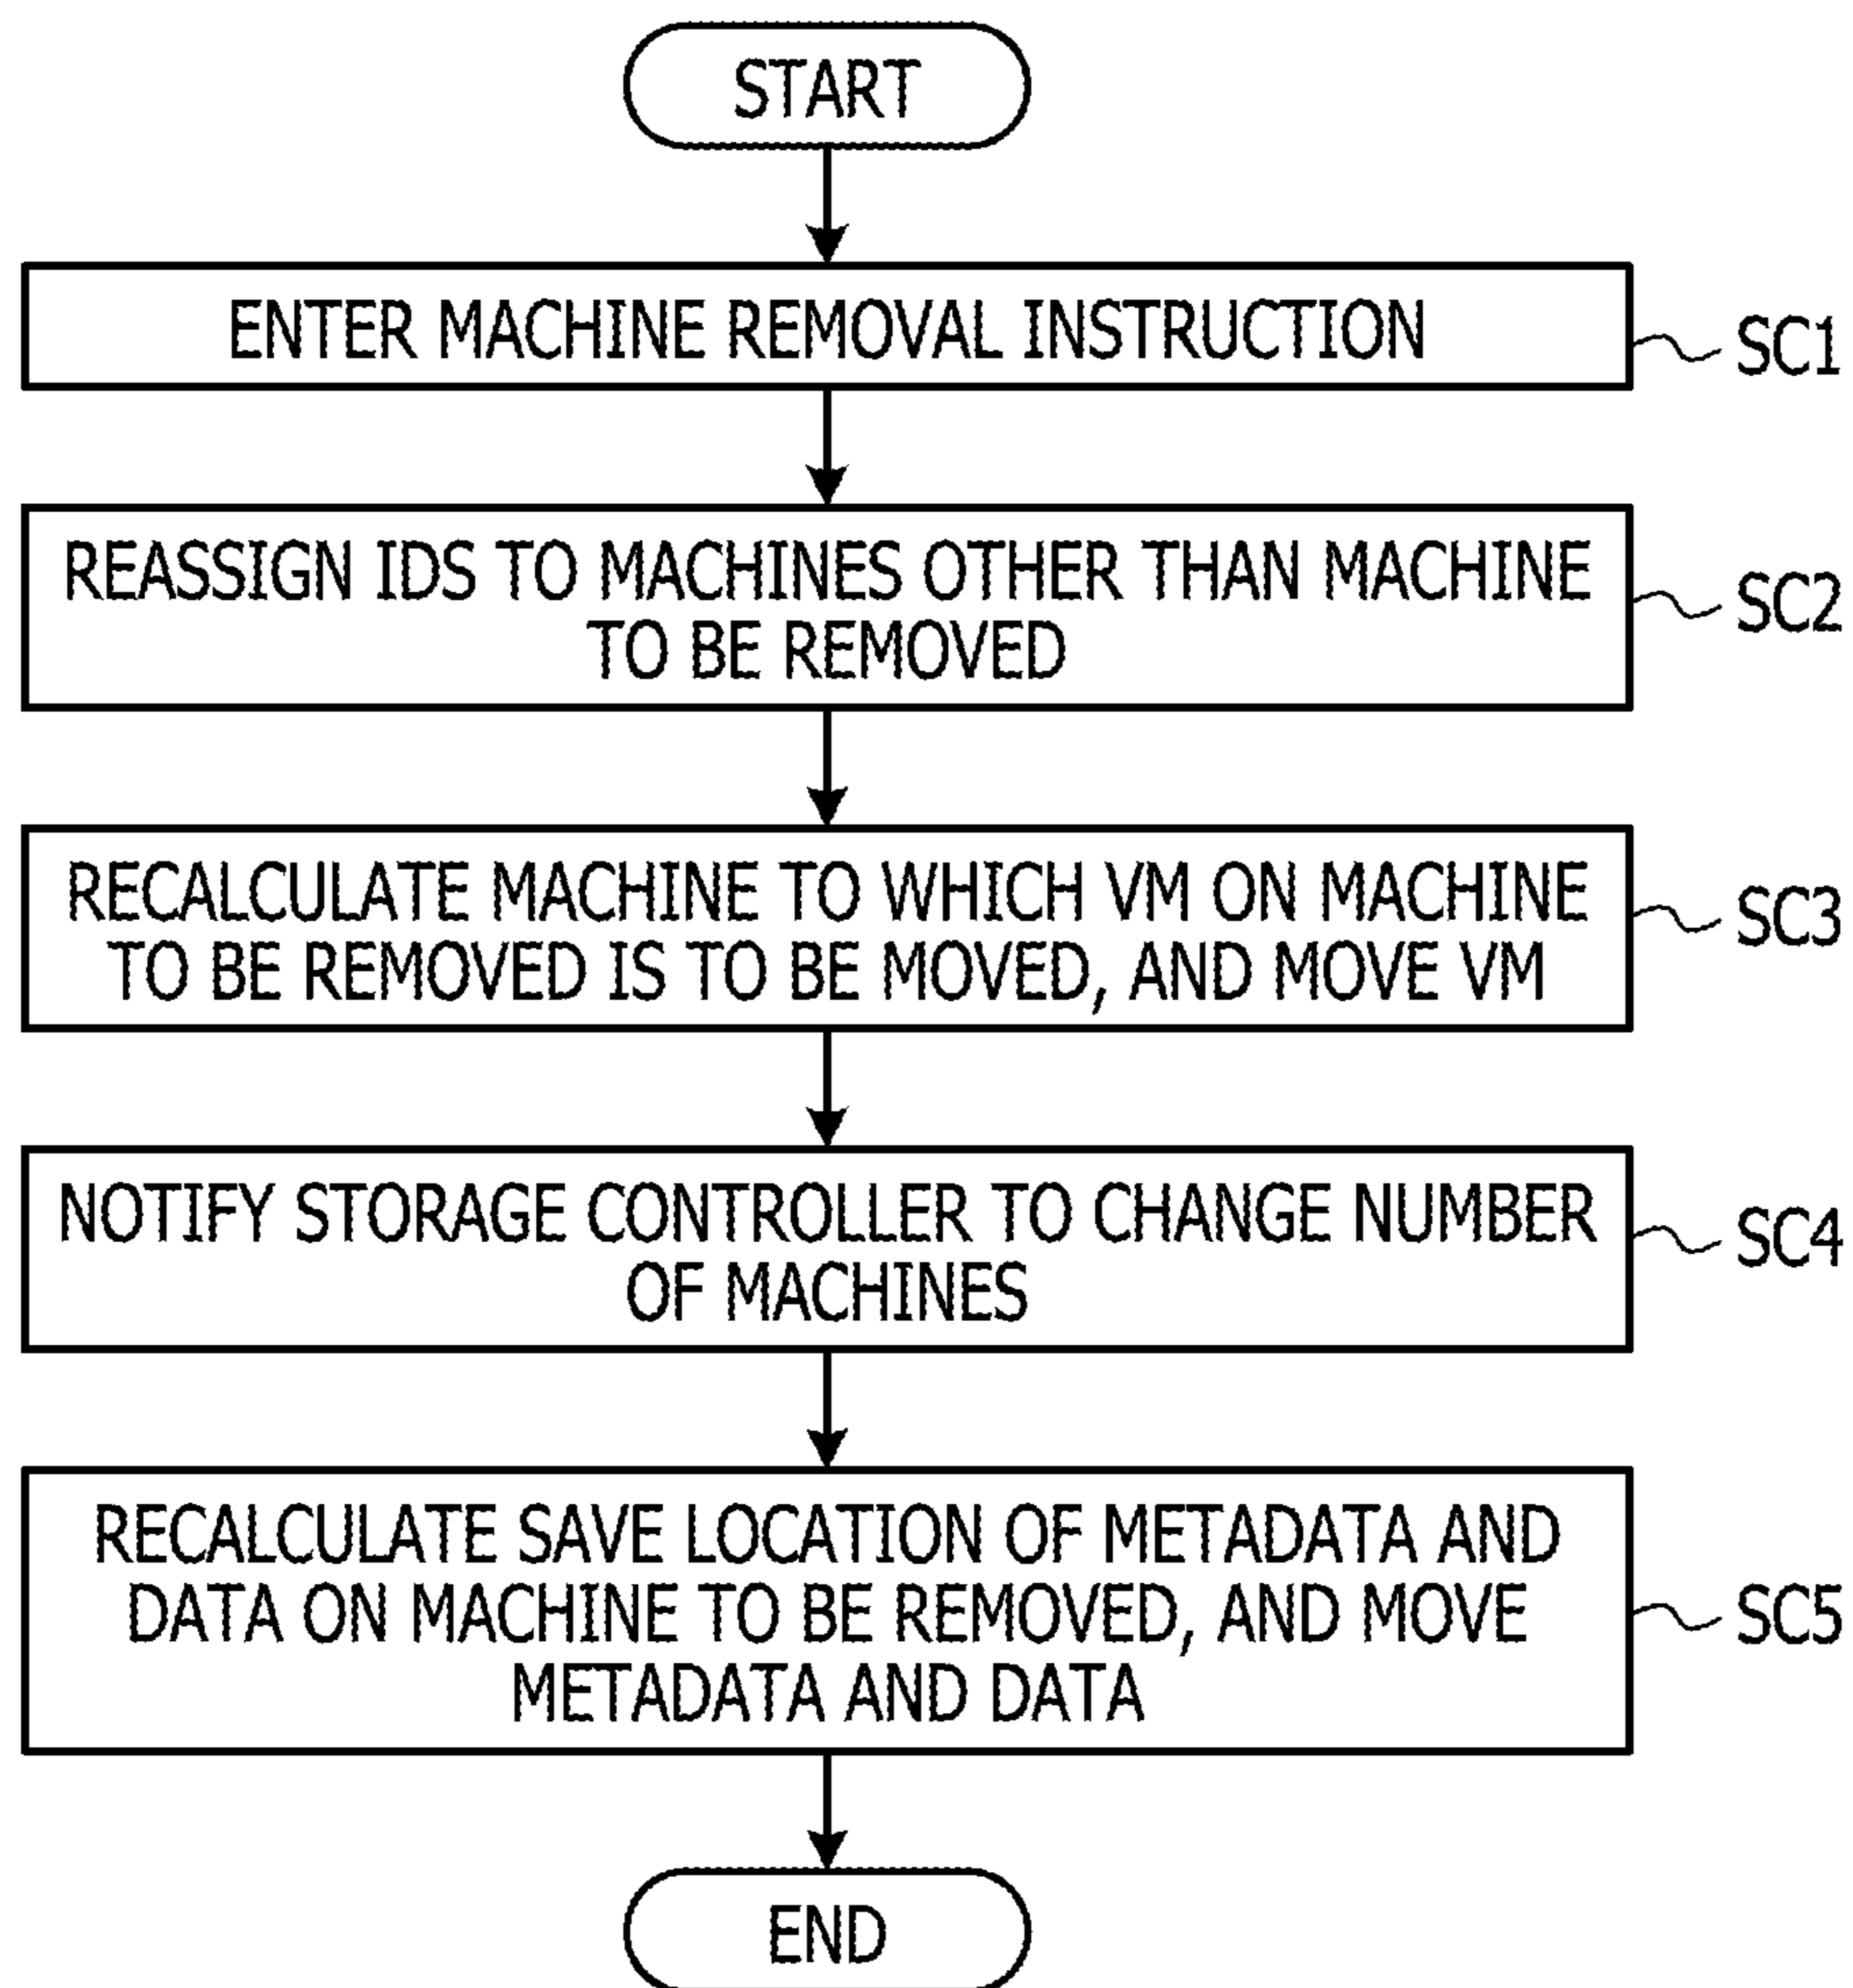 START
ENTER MACHINE REMOVAL INSTRUCTION
SC1
REASSIGN IDS TO MACHINES OTHER THAN MACHINE
TO BE REMOVED
SC2
RECALCULATE MACHINE TO WHICH VM ON MACHINE
TO BE REMOVED IS TO BE MOVED, AND MOVE VM
SC3
NOTIFY STORAGE CONTROLLER TO CHANGE NUMBER
OF MACHINES
SC4
RECALCULATE SAVE LOCATION OF METADATA AND
DATA ON MACHINE TO BE REMOVED, AND MOVE
METADATA AND DATA
SC5
END